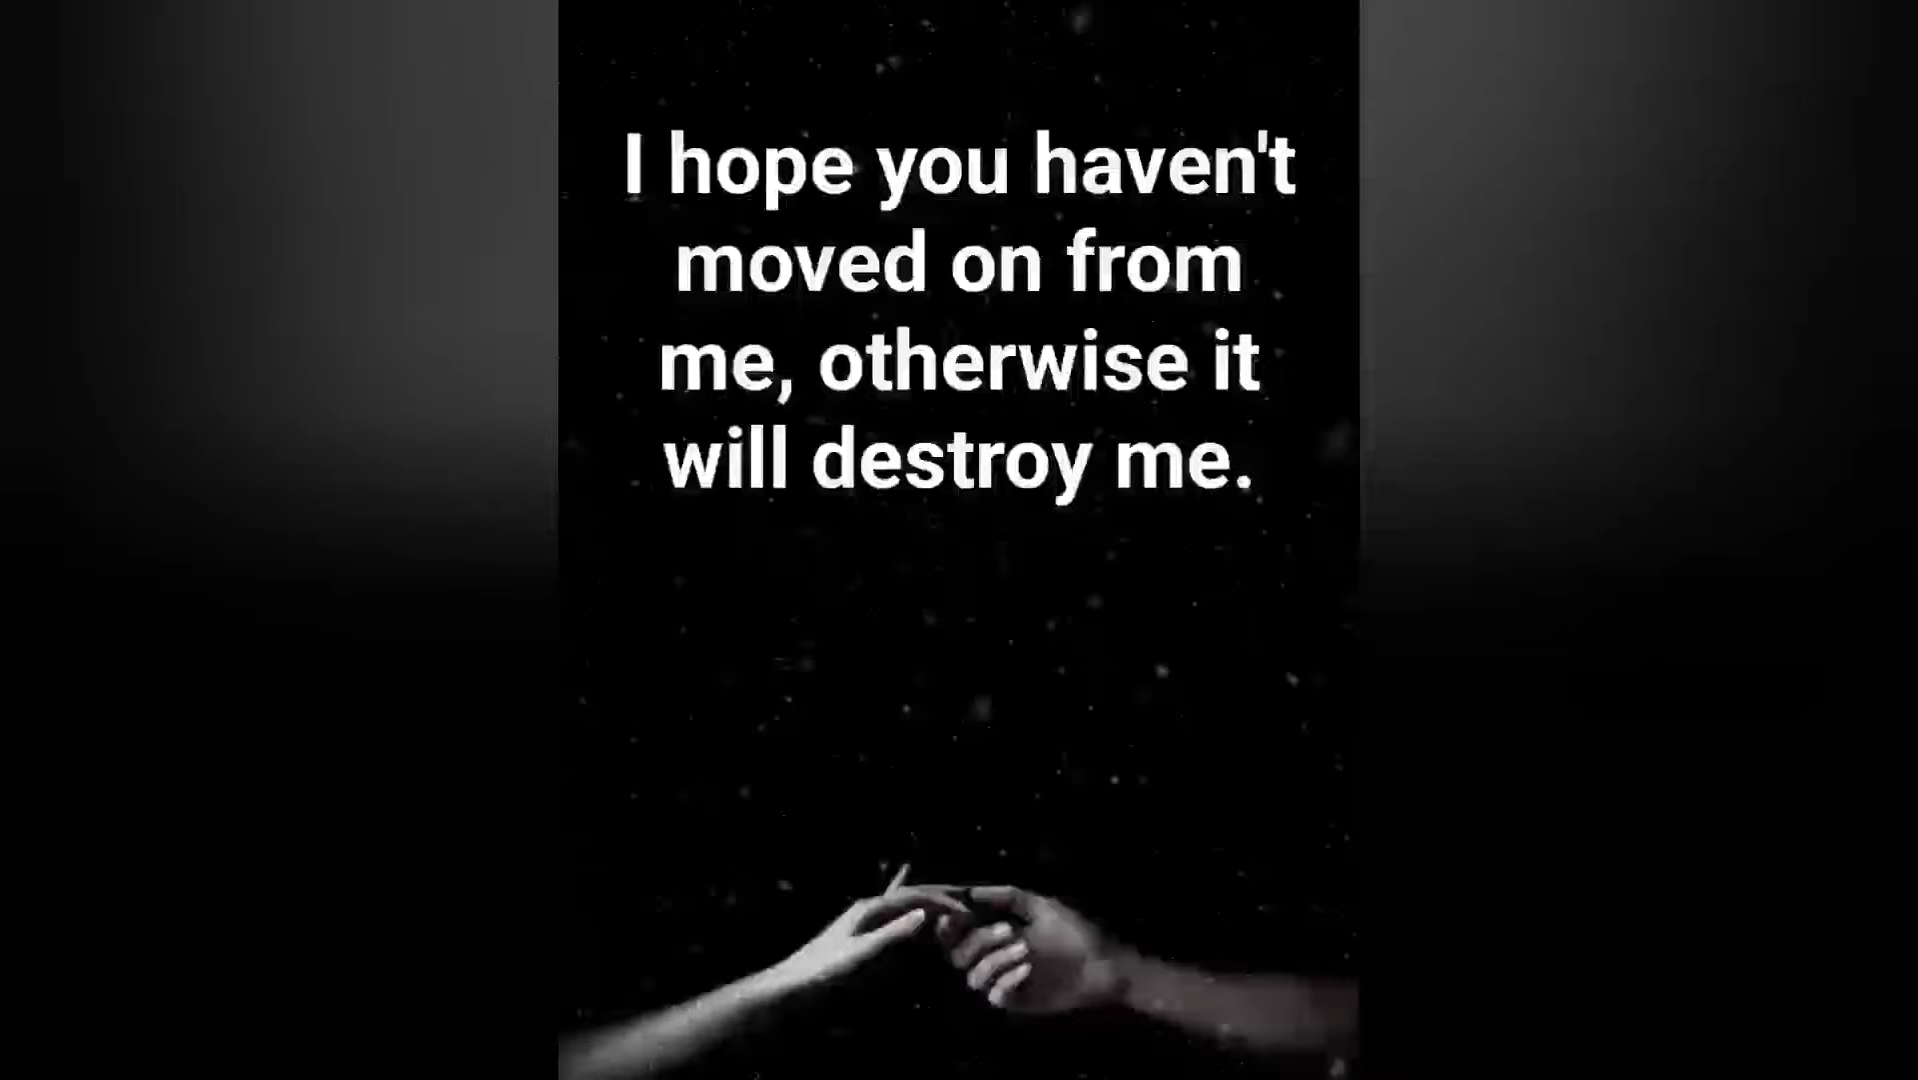 I hope you haven't
moved on from
me, otherwise it
will destroy me.